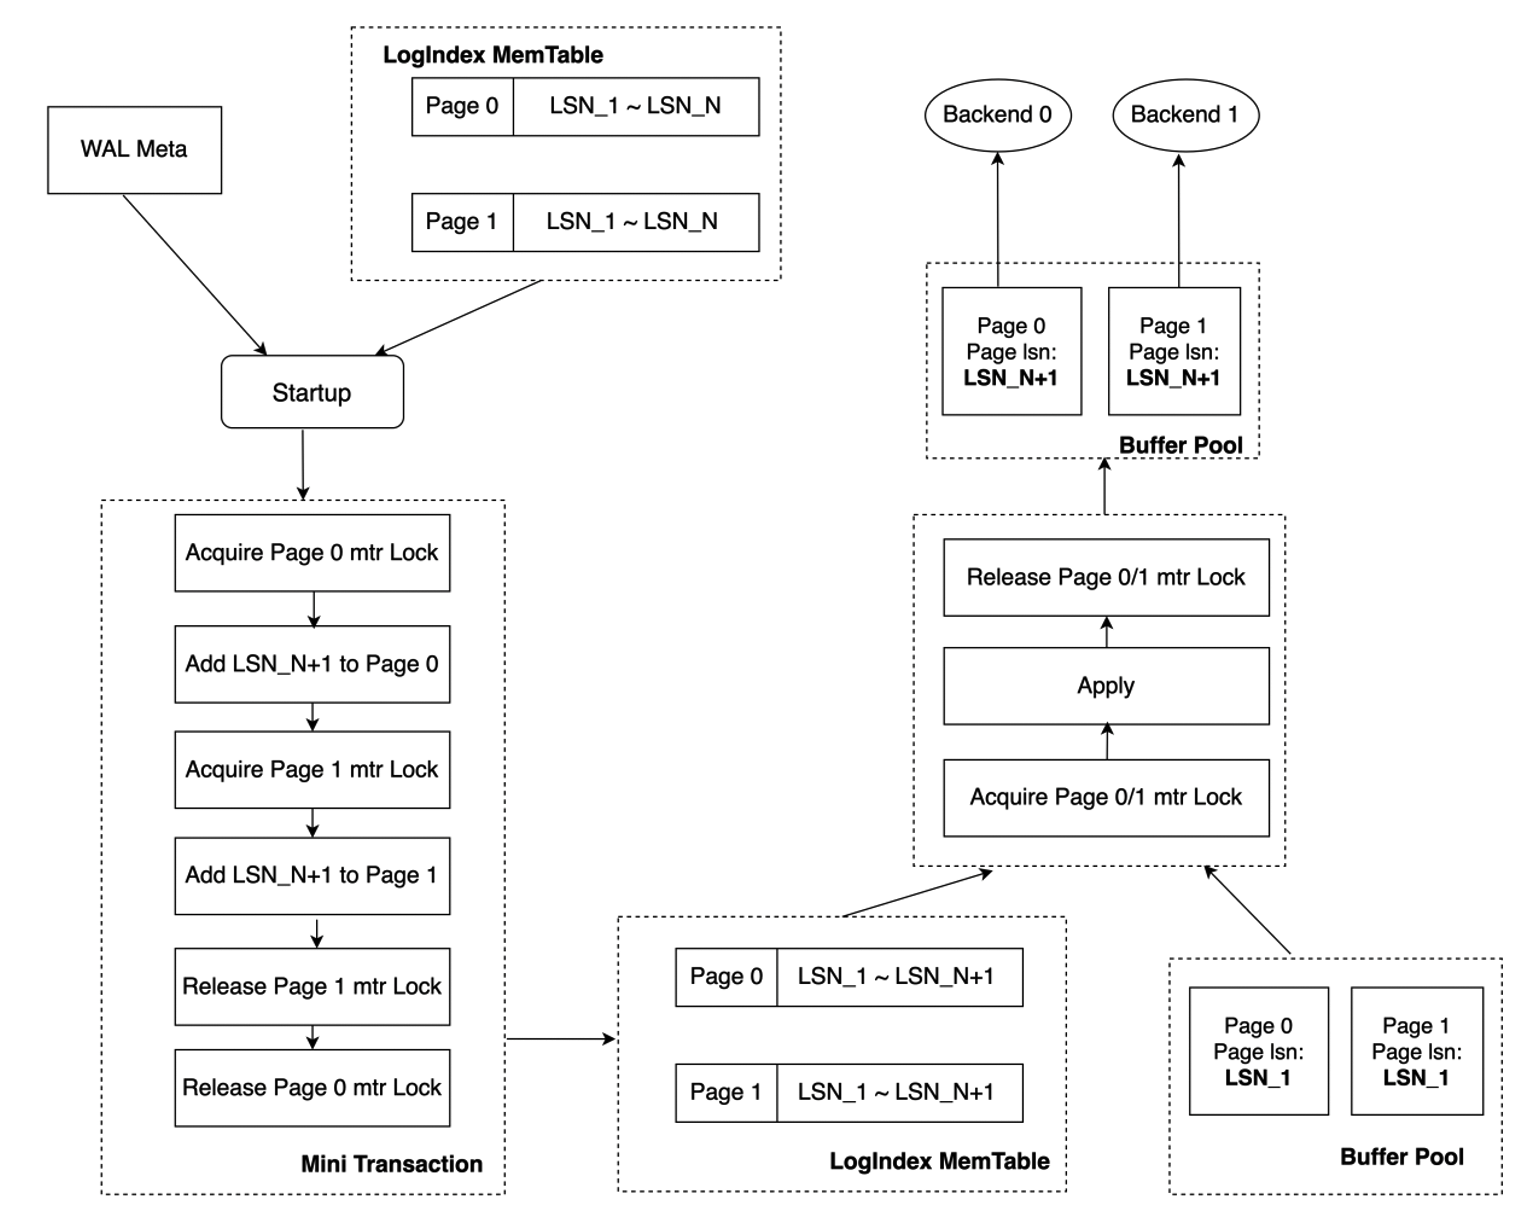 LogIndex MemTable
Page 0
LSN_1 ~ LSN_N
Page 1
LSN_1 ~ LSN_N
WAL Meta
Startup
Acquire Page 0 mtr Lock
Add LSN_N+1 to Page 0
Acquire Page 1 mtr Lock
Add LSN_N+1 to Page 1
Release Page 1 mtr Lock
Release Page 0 mtr Lock
Mini Transaction
Page 0
LSN_1 ~ LSN_N+1
Page 1
LSN_1 ~ LSN_N+1
LogIndex MemTable
Backend 0
Backend 1
Page 0
Page lsn:
LSN_N+1
Page 1
Page lsn:
LSN_N+1
Buffer Pool
Release Page 0/1 mtr Lock
Apply
Acquire Page 0/1 mtr Lock
Page 0
Page lsn:
LSN_1
Page 1
Page lsn:
LSN_1
Buffer Pool